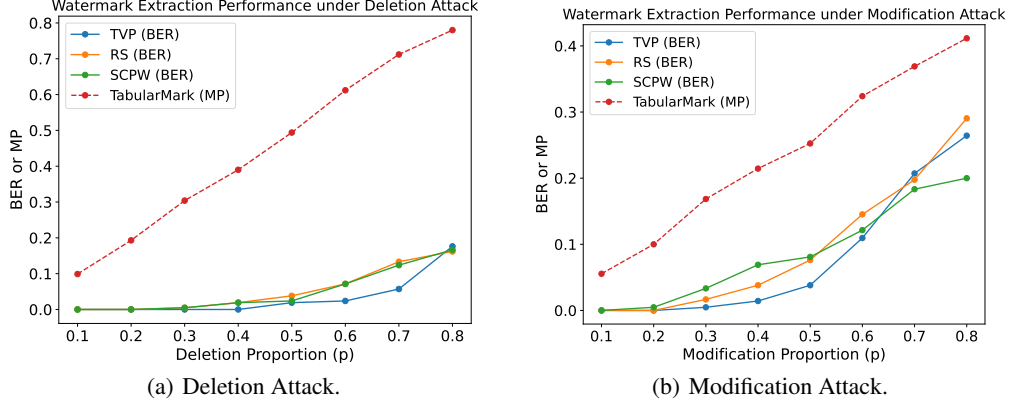 Watermark Extraction Performance under Deletion Attack
TVP (BER)
RS (BER)
SCPW (BER)
TabularMark (MP)
BER or MP
0.8
0.7
0.6
0.5
0.4
0.3
0.2
0.1
0.0
0.1 0.2 0.3 0.4 0.5 0.6 0.7 0.8
Deletion Proportion (p)
(a) Deletion Attack.
Watermark Extraction Performance under Modification Attack
TVP (BER)
RS (BER)
SCPW (BER)
TabularMark (MP)
BER or MP
0.4
0.3
0.2
0.1
0.0
0.1 0.2 0.3 0.4 0.5 0.6 0.7 0.8
Modification Proportion (p)
(b) Modification Attack.